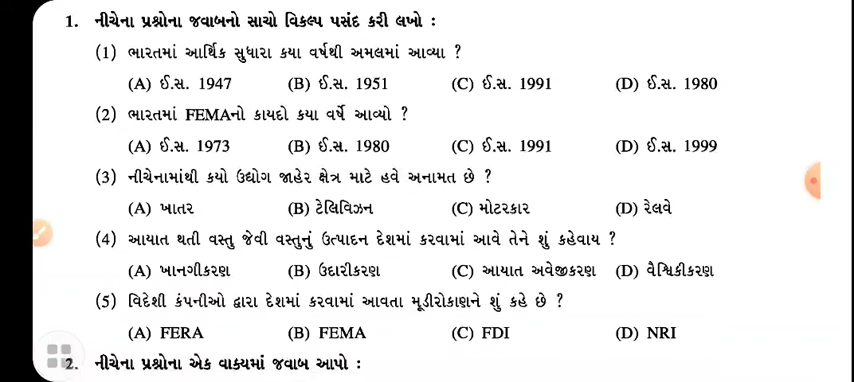 1. નીચેના પ્રશ્નોના જવાબનો સાચો વિકલ્પ પસંદ કરી લખો :
(1) ભારતમાં આર્થિક સુધારા કયા વર્ષથી અમલમાં આવ્યા ?
(A) ઈ.સ. 1947 (B) ઈ.સ. 1951 (C) ઈ.સ. 1991 (D) ઈ.સ. 1980
(2) ભારતમાં FEMAનો કાયદો કયા વર્ષે આવ્યો ?
(A) ઈ.સ. 1973 (B) ઈ.સ. 1980 (C) ઈ.સ. 1991 (D) ઈ.સ. 1999
(3) નીચેનામાંથી કયો ઉદ્યોગ જાહેર ક્ષેત્ર માટે હવે અનામત છે ?
(A) ખાતર (B) ટેલિવિઝન (C) મોટરકાર (D) રેલવે
(4) આયાત થતી વસ્તુ જેવી વસ્તુનું ઉત્પાદન દેશમાં કરવામાં આવે તેને શું કહેવાય ?
(A) ખાનગીકરણ (B) ઉદારીકરણ (C) આયાત અવેજીકરણ (D) વૈશ્વિકીકરણ
(5) વિદેશી કંપનીઓ દ્વારા દેશમાં કરવામાં આવતા મૂડીરોકાણને શું કહે છે ?
(A) FERA (B) FEMA (C) FDI (D) NRI
2. નીચેના પ્રશ્નોના એક વાક્યમાં જવાબ આપો :